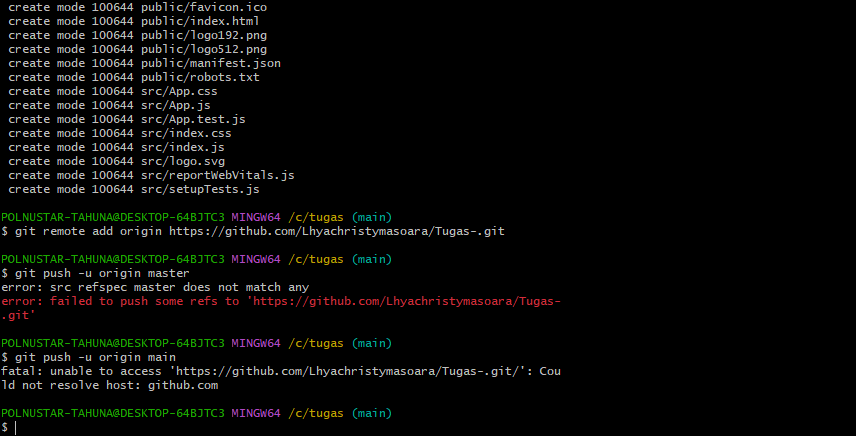 create mode 100644 public/favicon.ico
create mode 100644 public/index.html
create mode 100644 public/logo192.png
create mode 100644 public/logo512.png
create mode 100644 public/manifest.json
create mode 100644 public/robots.txt
create mode 100644 src/App.css
create mode 100644 src/App.js
create mode 100644 src/App.test.js
create mode 100644 src/index.css
create mode 100644 src/index.js
create mode 100644 src/logo.svg
create mode 100644 src/reportWebVitals.js
create mode 100644 src/setupTests.js
POLNUSTAR-TAHUNA@DESKTOP-64BJTC3 MINGW64 /c/tugas (main)
$ git remote add origin https://github.com/Lhyachristymasoara/Tugas-.git
POLNUSTAR-TAHUNA@DESKTOP-64BJTC3 MINGW64 /c/tugas (main)
$ git push -u origin master
error: src refspec master does not match any
error: failed to push some refs to 'https://github.com/Lhyachristymasoara/Tugas-
.git'
POLNUSTAR-TAHUNA@DESKTOP-64BJTC3 MINGW64 /c/tugas (main)
$ git push -u origin main
fatal: unable to access 'https://github.com/Lhyachristymasoara/Tugas-.git/': Cou
ld not resolve host: github.com
POLNUSTAR-TAHUNA@DESKTOP-64BJTC3 MINGW64 /c/tugas (main)
$